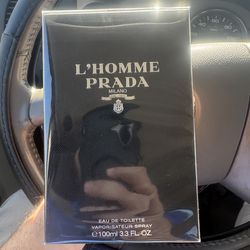 L'HOMME
PRADA
MILANO
EAU DE TOILETTE
VAPORISATEUR SPRAY
℮100ml 3.3 FL. OZ